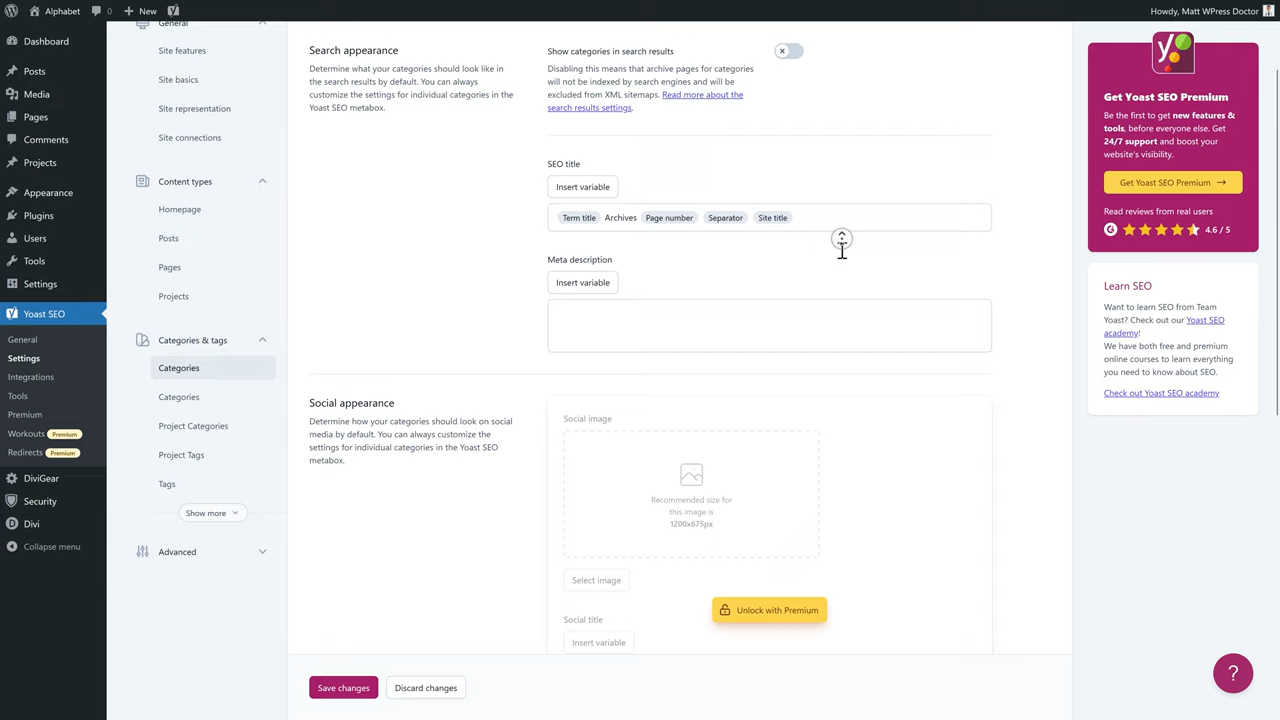 Alphabet
0
New
Howdy, Matt WPress Doctor
Dashboard
Posts
Media
Pages
Comments
Projects
Appearance
Plugins
Users
Tools
Settings
Yoast SEO
General
Settings
Integrations
Tools
Premium
Workouts Premium
Redirects Premium
DiviGear
Security
Divi
Collapse menu
General
Site features
Site basics
Site representation
Site connections
Content types
Homepage
Posts
Pages
Projects
Categories & tags
Categories
Categories
Project Categories
Project Tags
Tags
Show more
Advanced
Search appearance
Determine what your categories should look like in
the search results by default. You can always
customize the settings for individual categories in the
Yoast SEO metabox.
Show categories in search results
Disabling this means that archive pages for categories
will not be indexed by search engines and will be
excluded from XML sitemaps. Read more about the
search results settings.
SEO title
Insert variable
Term title Archives Page number Separator Site title
Meta description
Insert variable
Social appearance
Determine how your categories should look on social
media by default. You can always customize the
settings for individual categories in the Yoast SEO
metabox.
Social image
Recommended size for
this image is
1200x675px
Select image
Unlock with Premium
Social title
Insert variable
Save changes
Discard changes
y
Get Yoast SEO Premium
Be the first to get new features &
tools, before everyone else. Get
24/7 support and boost your
website's visibility.
Get Yoast SEO Premium →
Read reviews from real users
4.6 / 5
Learn SEO
Want to learn SEO from Team
Yoast? Check out our Yoast SEO
academy!
We have both free and premium
online courses to learn everything
you need to know about SEO.
Check out Yoast SEO academy
?